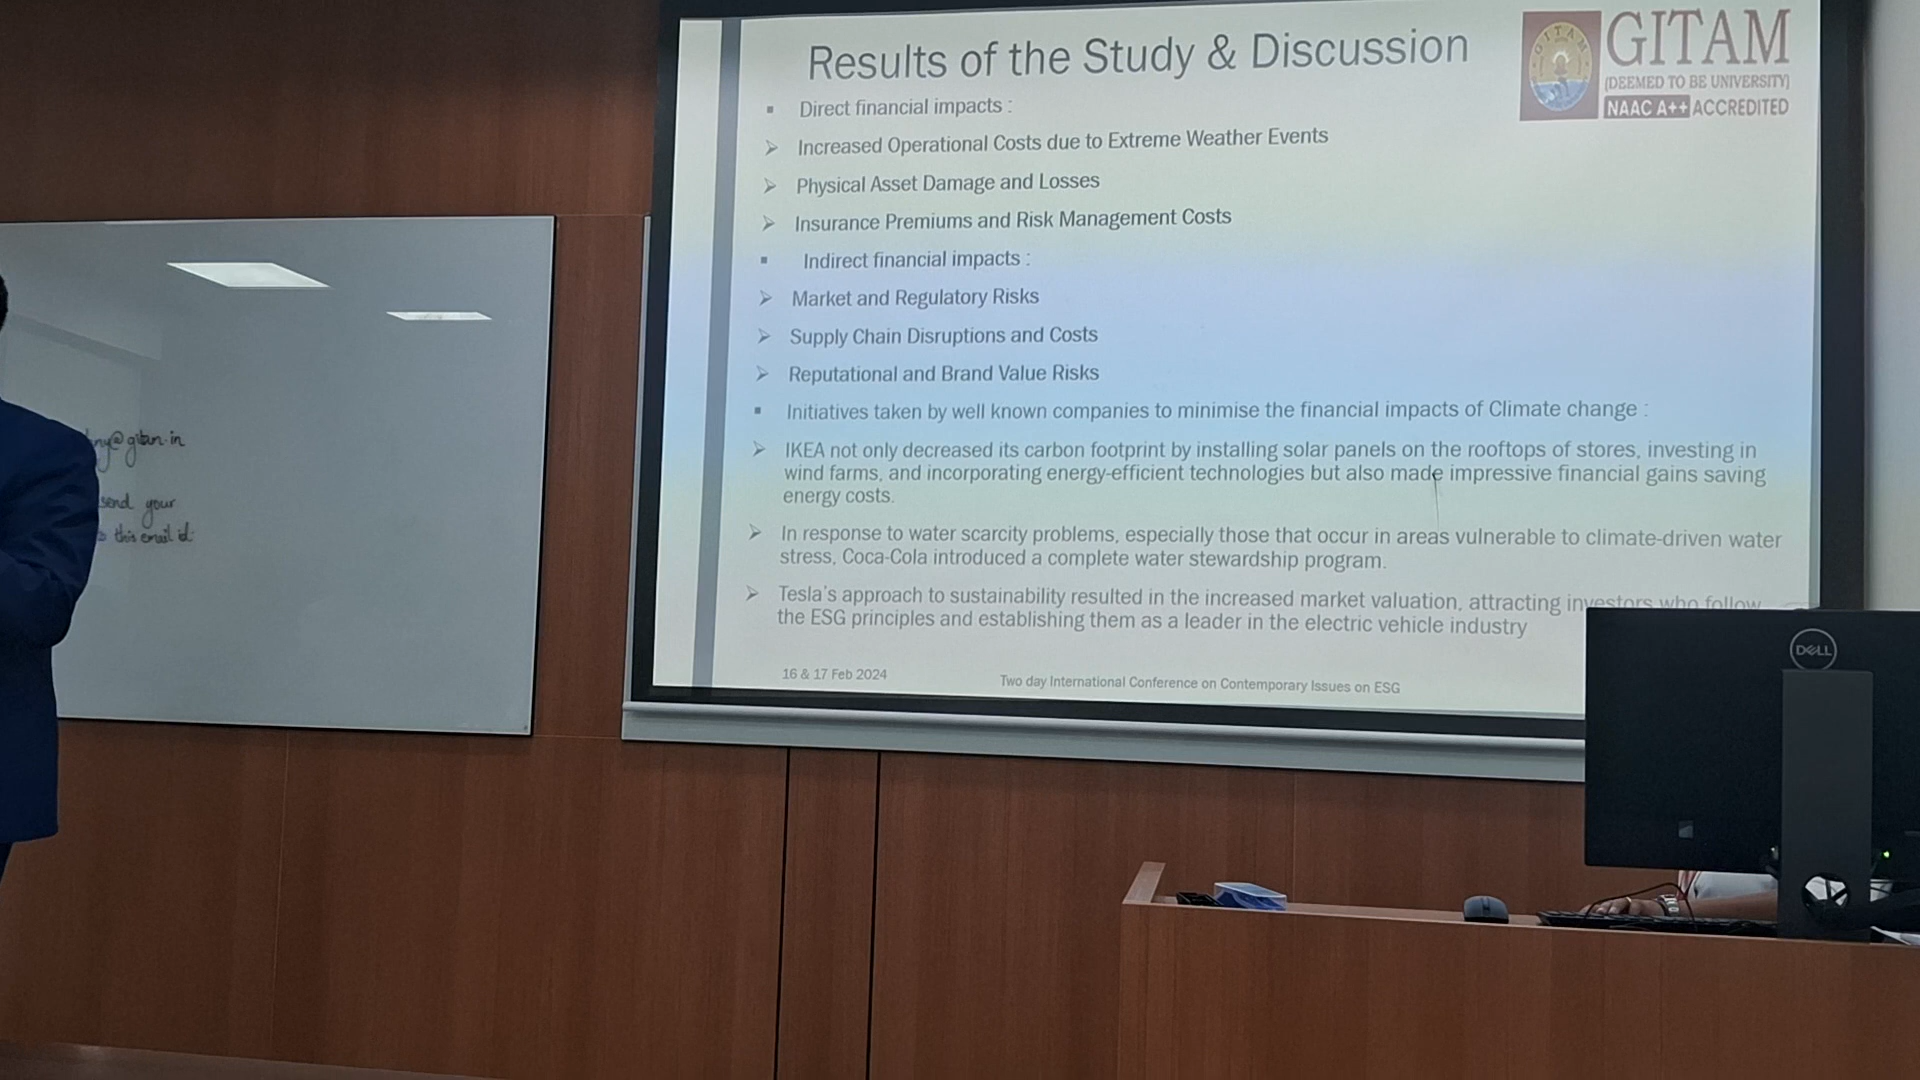 Results of the Study & Discussion
GITAM
(DEEMED TO BE UNIVERSITY)
NAAC A++ ACCREDITED
GITAM
▪ Direct financial impacts :
➢ Increased Operational Costs due to Extreme Weather Events
➢ Physical Asset Damage and Losses
➢ Insurance Premiums and Risk Management Costs
▪ Indirect financial impacts :
➢ Market and Regulatory Risks
➢ Supply Chain Disruptions and Costs
➢ Reputational and Brand Value Risks
▪ Initiatives taken by well known companies to minimise the financial impacts of Climate change :
➢ IKEA not only decreased its carbon footprint by installing solar panels on the rooftops of stores, investing in
wind farms, and incorporating energy-efficient technologies but also made impressive financial gains saving
energy costs.
➢ In response to water scarcity problems, especially those that occur in areas vulnerable to climate-driven water
stress, Coca-Cola introduced a complete water stewardship program.
➢ Tesla's approach to sustainability resulted in the increased market valuation, attracting investors who follow
the ESG principles and establishing them as a leader in the electric vehicle industry
16 & 17 Feb 2024
Two day International Conference on Contemporary Issues on ESG
send your
this email id:
DELL